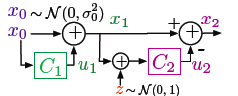 x₀ ~ N(0, σ₀²)
x₀
+
x₁
+
x₂
+
-
C₁
u₁
+
C₂
u₂
z ~ N(0, 1)